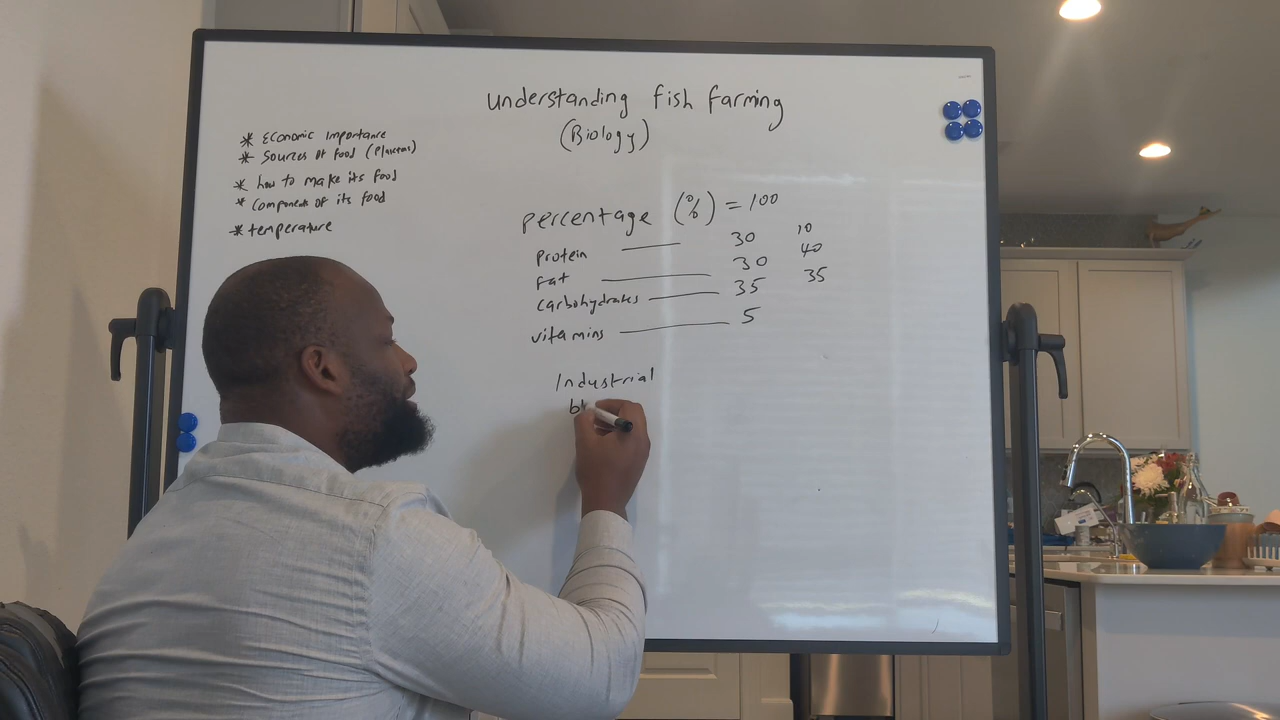 Understanding fish farming
(Biology)
* Economic Importance
* Sources of food (Places)
* how to make its food
* Components of its food
* temperature
percentage (%) = 100
protein 30 10
fat 30 40
carbohydrates 35 35
vitamins 5
Industrial